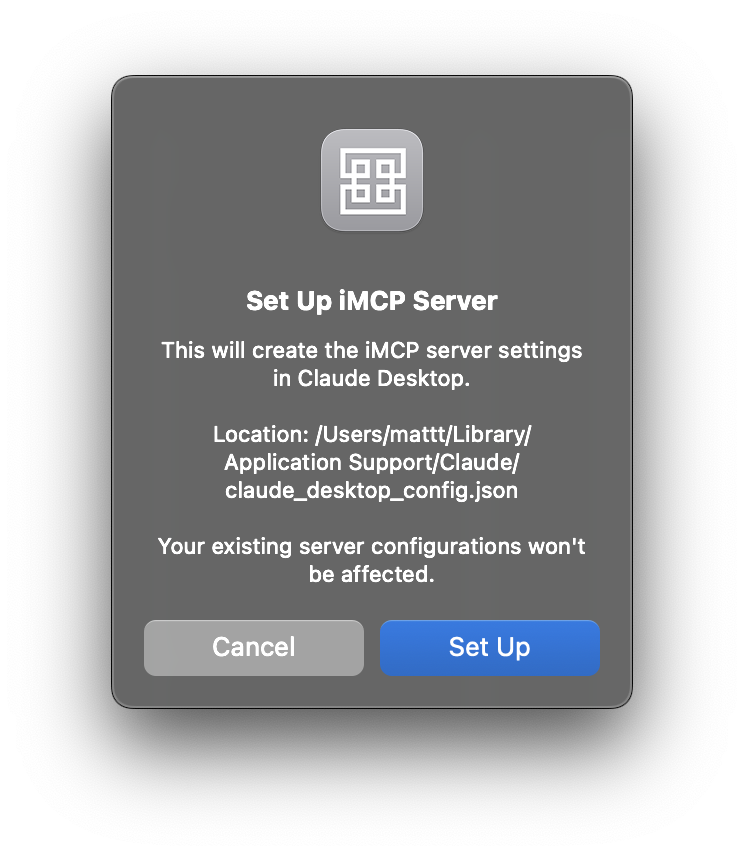 Set Up iMCP Server
This will create the iMCP server settings
in Claude Desktop.
Location: /Users/mattt/Library/
Application Support/Claude/
claude_desktop_config.json
Your existing server configurations won't
be affected.
Cancel
Set Up